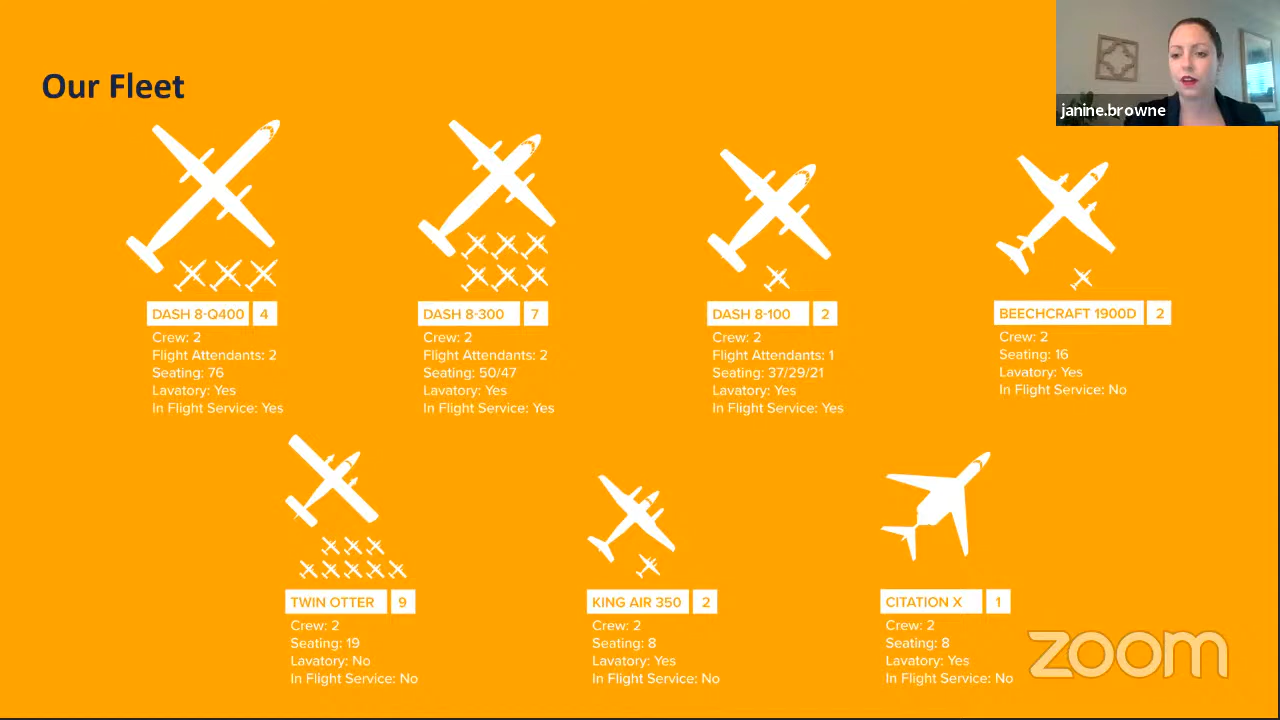 Our Fleet
janine.browne
DASH 8-Q400 4
Crew: 2
Flight Attendants: 2
Seating: 76
Lavatory: Yes
In Flight Service: Yes
DASH 8-300 7
Crew: 2
Flight Attendants: 2
Seating: 50/47
Lavatory: Yes
In Flight Service: Yes
DASH 8-100 2
Crew: 2
Flight Attendants: 1
Seating: 37/29/21
Lavatory: Yes
In Flight Service: Yes
BEECHCRAFT 1900D 2
Crew: 2
Seating: 16
Lavatory: Yes
In Flight Service: No
TWIN OTTER 9
Crew: 2
Seating: 19
Lavatory: No
In Flight Service: No
KING AIR 350 2
Crew: 2
Seating: 8
Lavatory: Yes
In Flight Service: No
CITATION X 1
Crew: 2
Seating: 8
Lavatory: Yes
In Flight Service: No
zoom